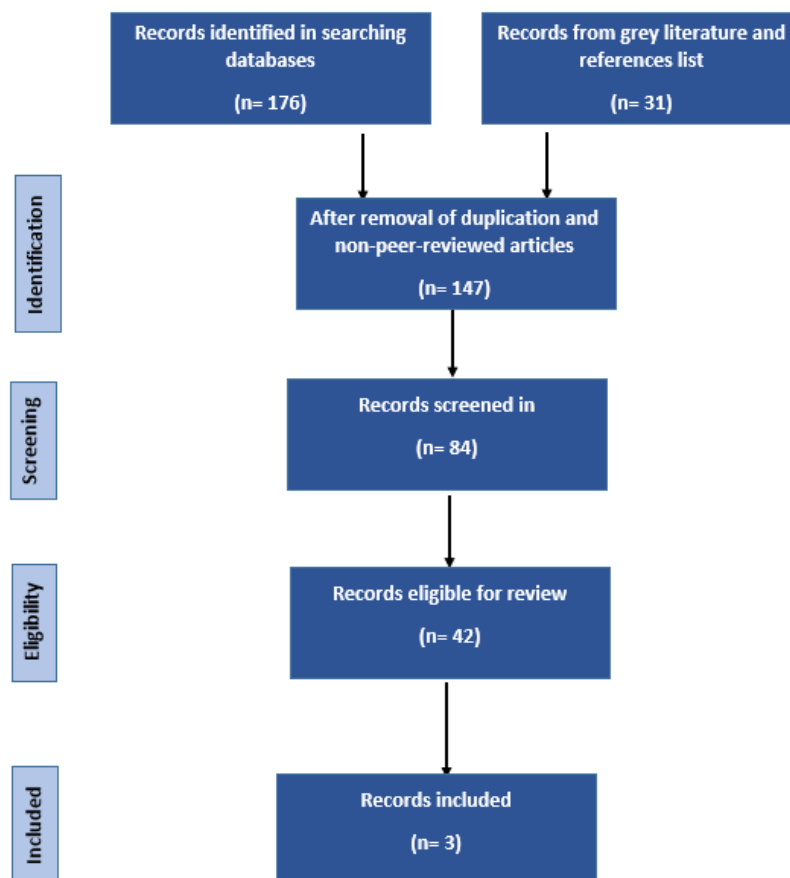 Records identified in searching
databases
(n= 176)
Records from grey literature and
references list
(n= 31)
Identification
After removal of duplication and
non-peer-reviewed articles
(n= 147)
Screening
Records screened in
(n= 84)
Eligibility
Records eligible for review
(n= 42)
Included
Records included
(n= 3)